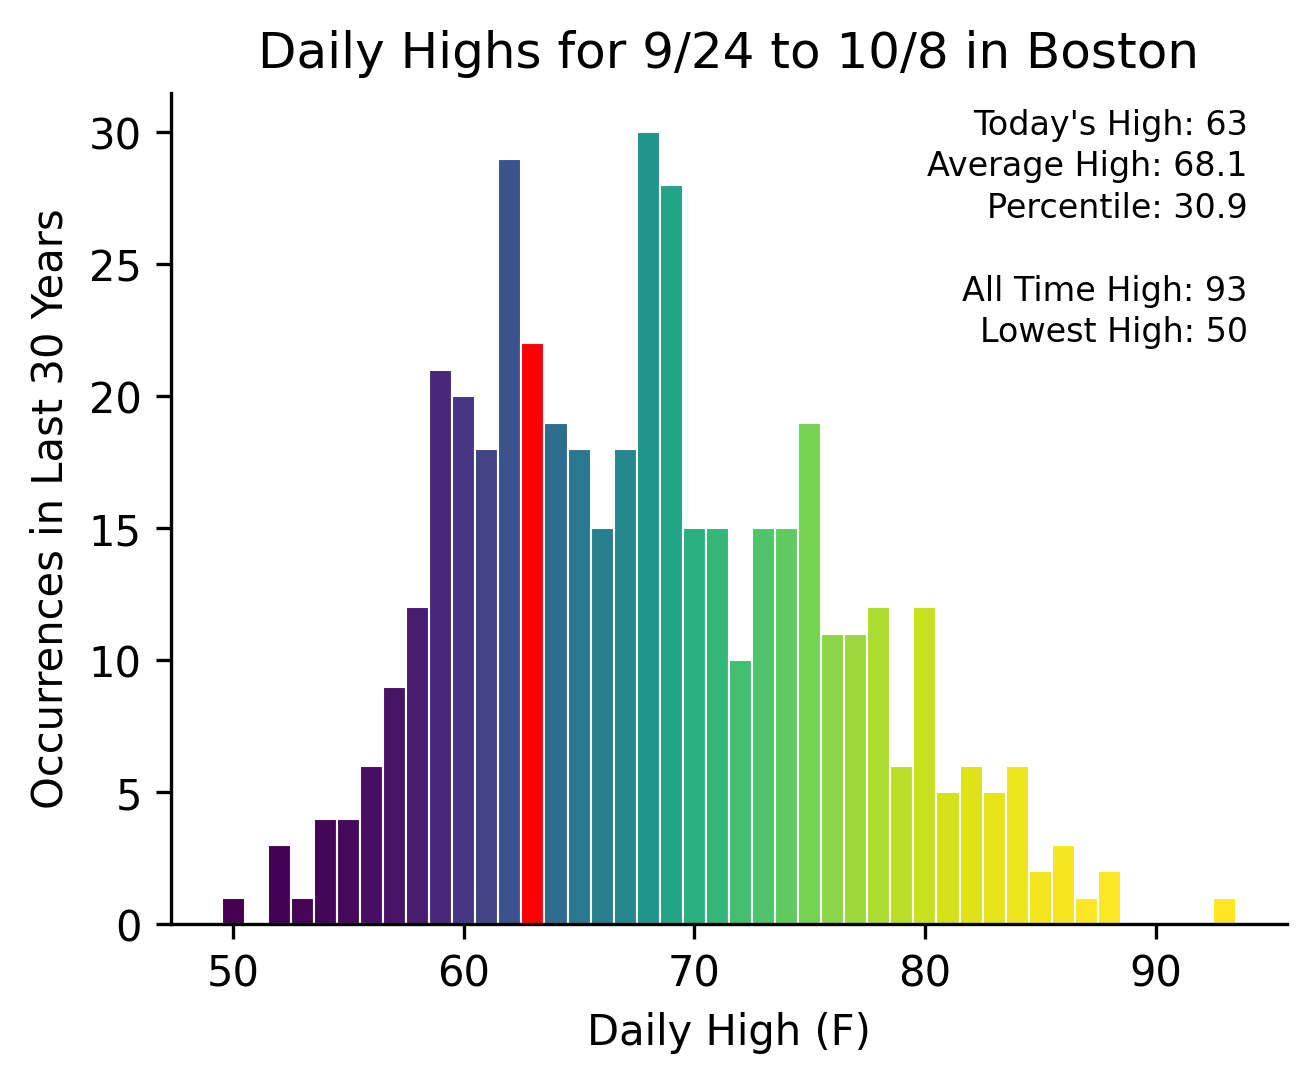 Daily Highs for 9/24 to 10/8 in Boston
Today's High: 63
Average High: 68.1
Percentile: 30.9
All Time High: 93
Lowest High: 50
Occurrences in Last 30 Years
30
25
20
15
10
5
0
50 60 70 80 90
Daily High (F)